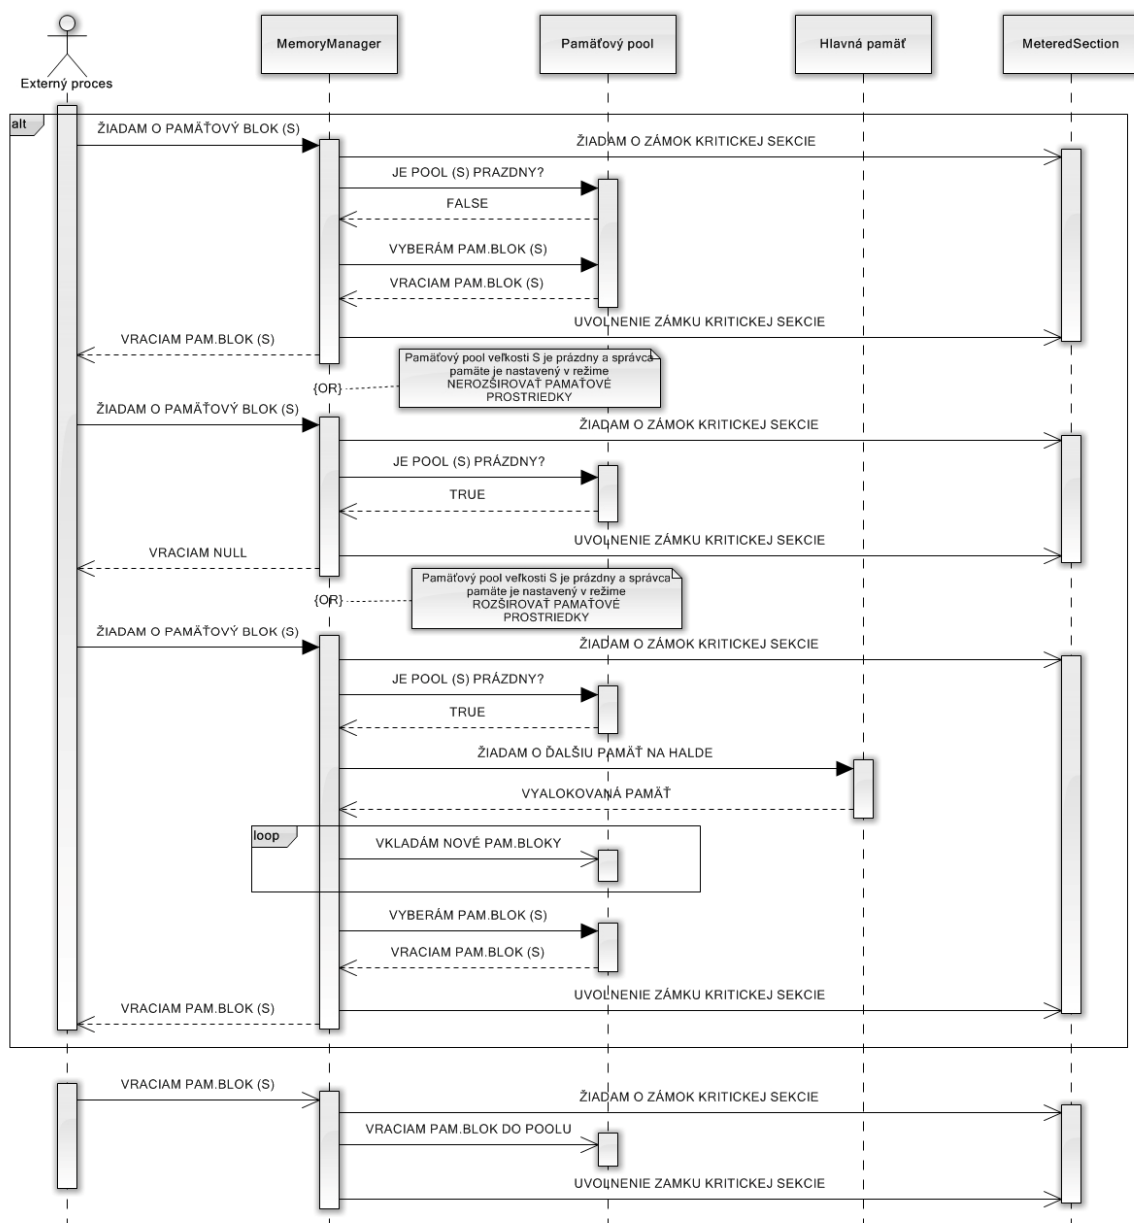 Externý proces
MemoryManager
Pamäťový pool
Hlavná pamäť
MeteredSection
alt
ŽIADAM O PAMÄŤOVÝ BLOK (S)
ŽIADAM O ZÁMOK KRITICKEJ SEKCIE
JE POOL (S) PRAZDNY?
FALSE
VYBERÁM PAM.BLOK (S)
VRACIAM PAM.BLOK (S)
UVOLNENIE ZÁMKU KRITICKEJ SEKCIE
VRACIAM PAM.BLOK (S)
{OR}
Pamäťový pool veľkosti S je prázdny a správca
pamäte je nastavený v režime
NEROZŠIROVAŤ PAMAŤOVÉ
PROSTRIEDKY
ŽIADAM O PAMÄŤOVÝ BLOK (S)
ŽIADAM O ZÁMOK KRITICKEJ SEKCIE
JE POOL (S) PRÁZDNY?
TRUE
UVOLNENIE ZÁMKU KRITICKEJ SEKCIE
VRACIAM NULL
{OR}
Pamäťový pool veľkosti S je prázdny a správca
pamäte je nastavený v režime
ROZŠIROVAŤ PAMAŤOVÉ
PROSTRIEDKY
ŽIADAM O PAMÄŤOVÝ BLOK (S)
ŽIADAM O ZÁMOK KRITICKEJ SEKCIE
JE POOL (S) PRÁZDNY?
TRUE
ŽIADAM O ĎALŠIU PAMÄŤ NA HALDE
VYALOKOVANÁ PAMÄŤ
loop
VKLADÁM NOVÉ PAM.BLOKY
VYBERÁM PAM.BLOK (S)
VRACIAM PAM.BLOK (S)
UVOLNENIE ZÁMKU KRITICKEJ SEKCIE
VRACIAM PAM.BLOK (S)
VRACIAM PAM.BLOK (S)
ŽIADAM O ZÁMOK KRITICKEJ SEKCIE
VRACIAM PAM.BLOK DO POOLU
UVOLNENIE ZAMKU KRITICKEJ SEKCIE